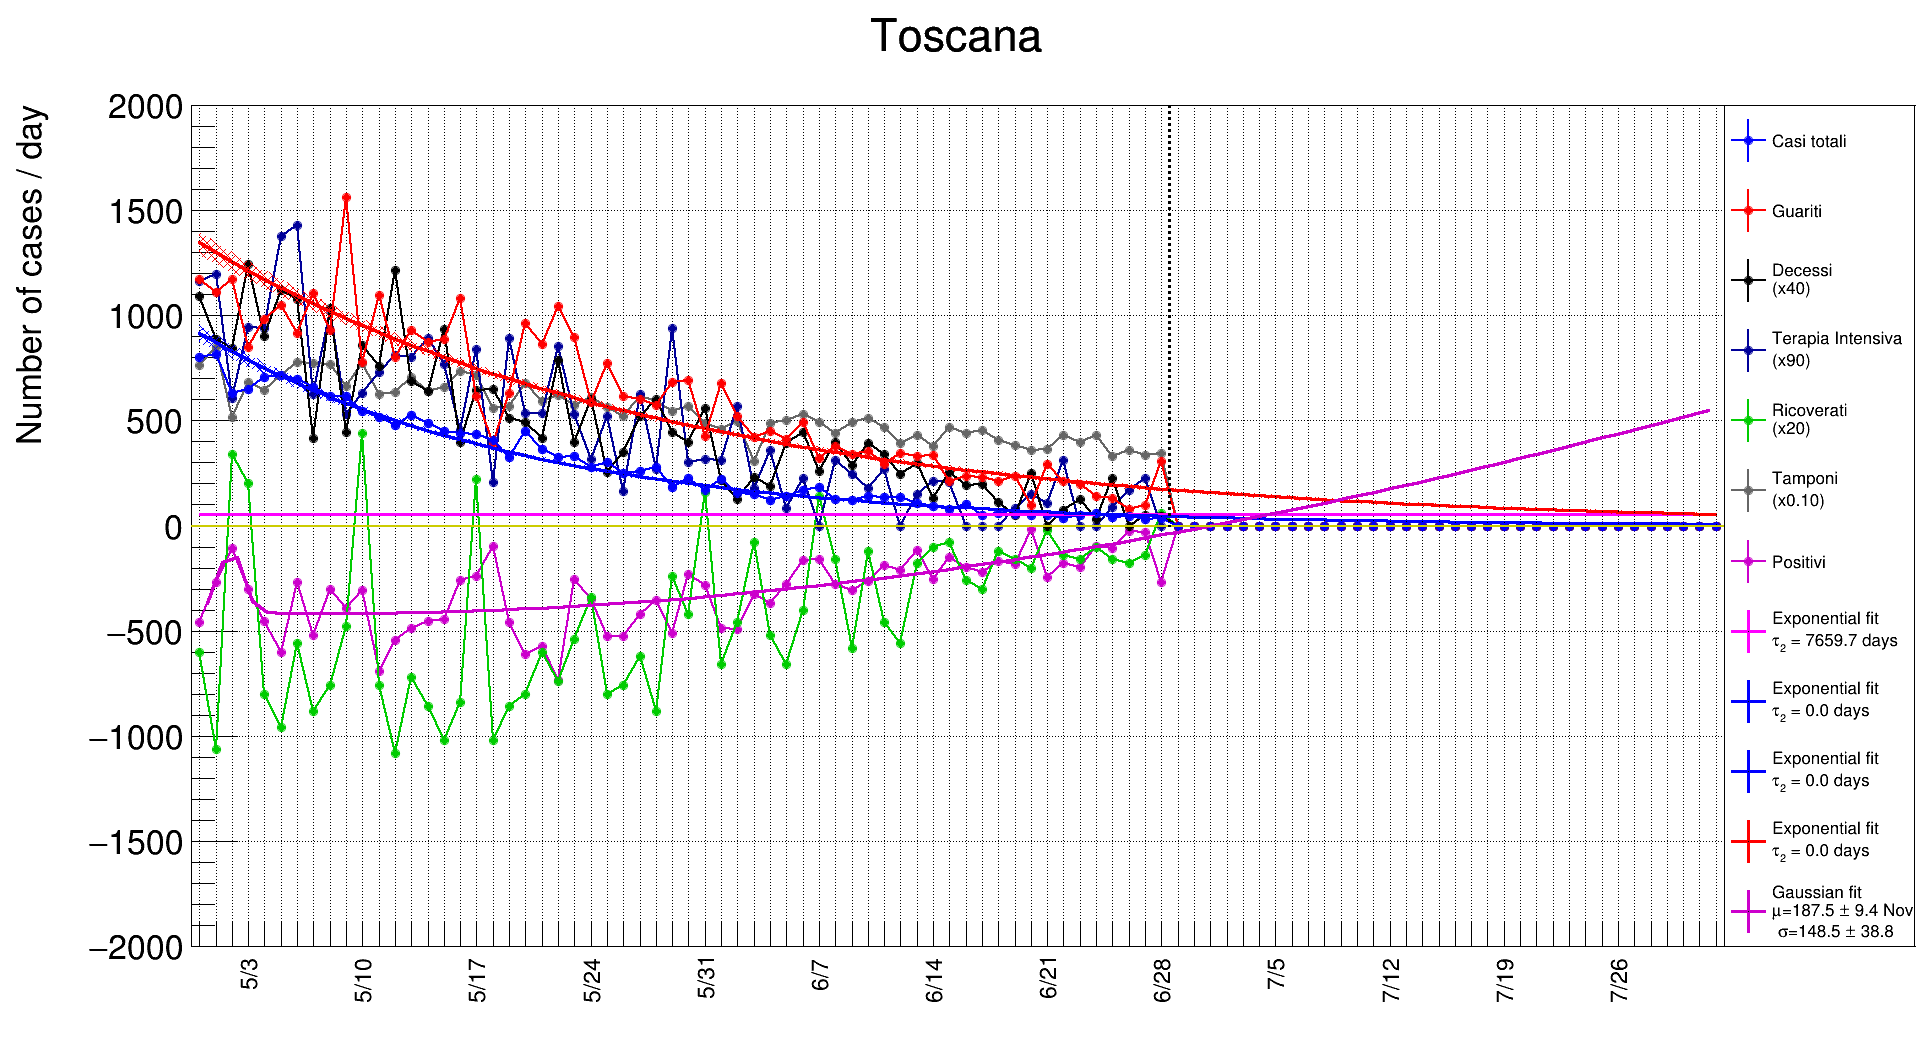 Toscana
Number of cases / day
2000
1500
1000
500
0
−500
−1000
−1500
−2000
5/3
5/10
5/17
5/24
5/31
6/7
6/14
6/21
6/28
7/5
7/12
7/19
7/26
Casi totali
Guariti
Decessi
(x40)
Terapia Intensiva
(x90)
Ricoverati
(x20)
Tamponi
(x0.10)
Positivi
Exponential fit
τ2 = 7659.7 days
Exponential fit
τ2 = 0.0 days
Exponential fit
τ2 = 0.0 days
Exponential fit
τ2 = 0.0 days
Gaussian fit
μ=187.5 ± 9.4 Nov
σ=148.5 ± 38.8